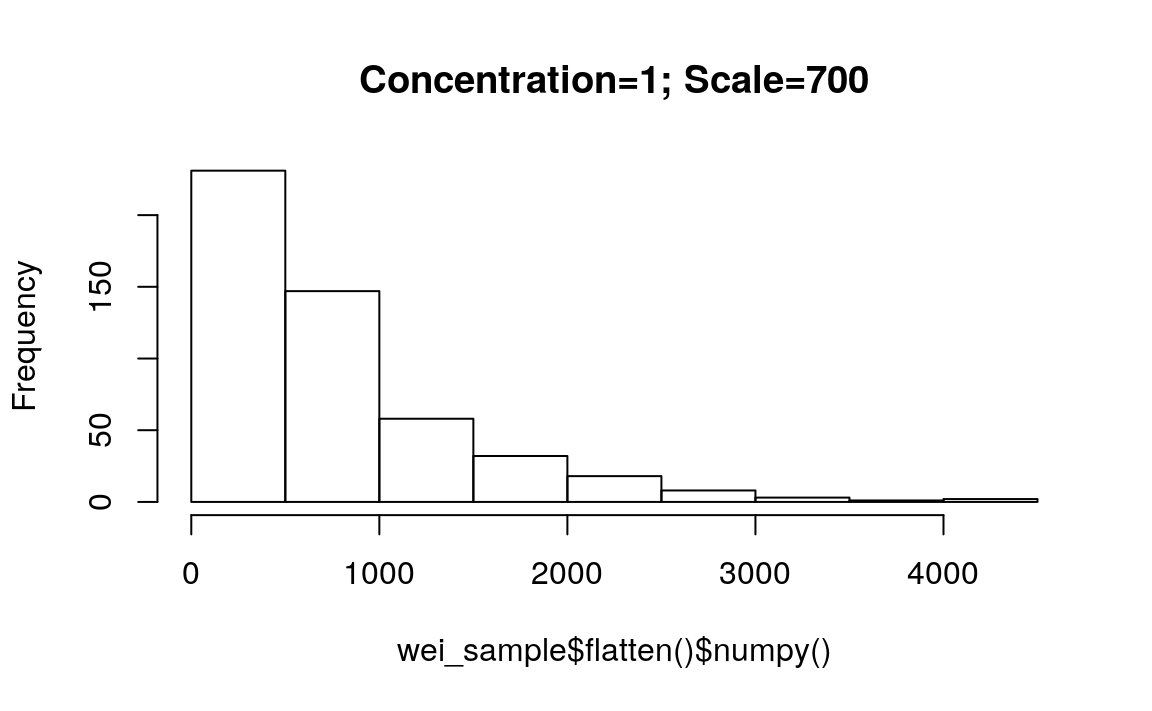 Concentration=1; Scale=700
Frequency
150
50
0
0 1000 2000 3000 4000
wei_sample$flatten()$numpy()